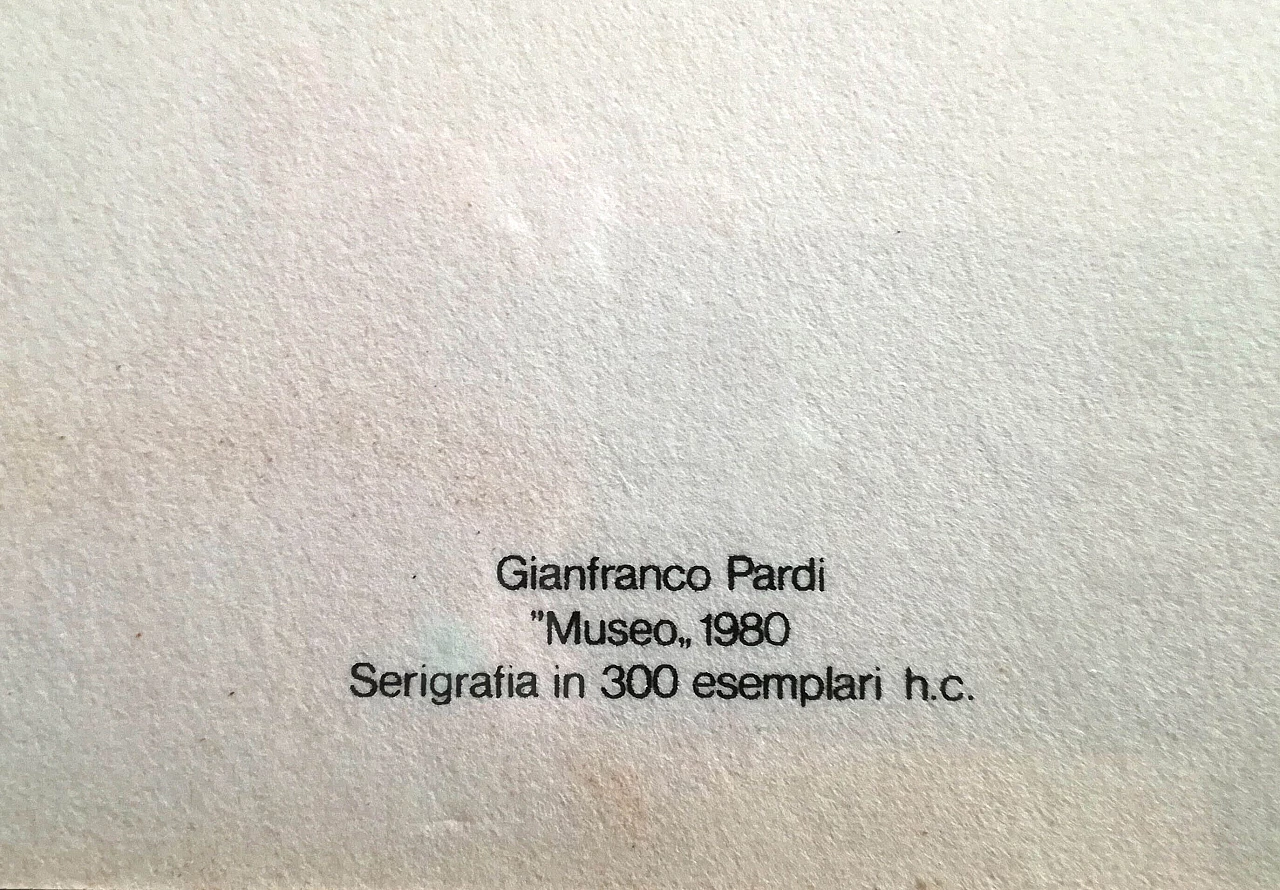 Gianfranco Pardi
”Museo„ 1980
Serigrafia in 300 esemplari h.c.